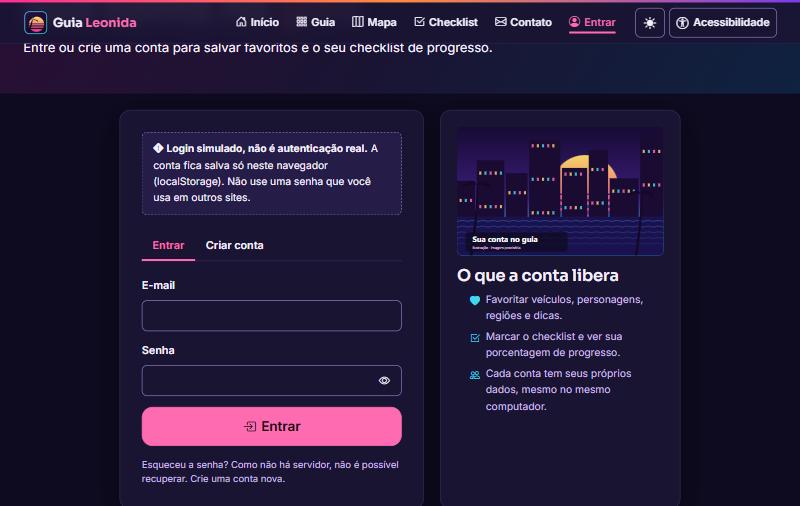 Guia Leonida
Início
Guia
Mapa
Checklist
Contato
Entrar
Acessibilidade
Entre ou crie uma conta para salvar favoritos e o seu checklist de progresso.
Login simulado, não é autenticação real. A
conta fica salva só neste navegador
(localStorage). Não use uma senha que você
usa em outros sites.
Entrar
Criar conta
E-mail
Senha
Entrar
Esqueceu a senha? Como não há servidor, não é possível
recuperar. Crie uma conta nova.
Sua conta no guia
O que a conta libera
Favoritar veículos, personagens,
regiões e dicas.
Marcar o checklist e ver sua
porcentagem de progresso.
Cada conta tem seus próprios
dados, mesmo no mesmo
computador.